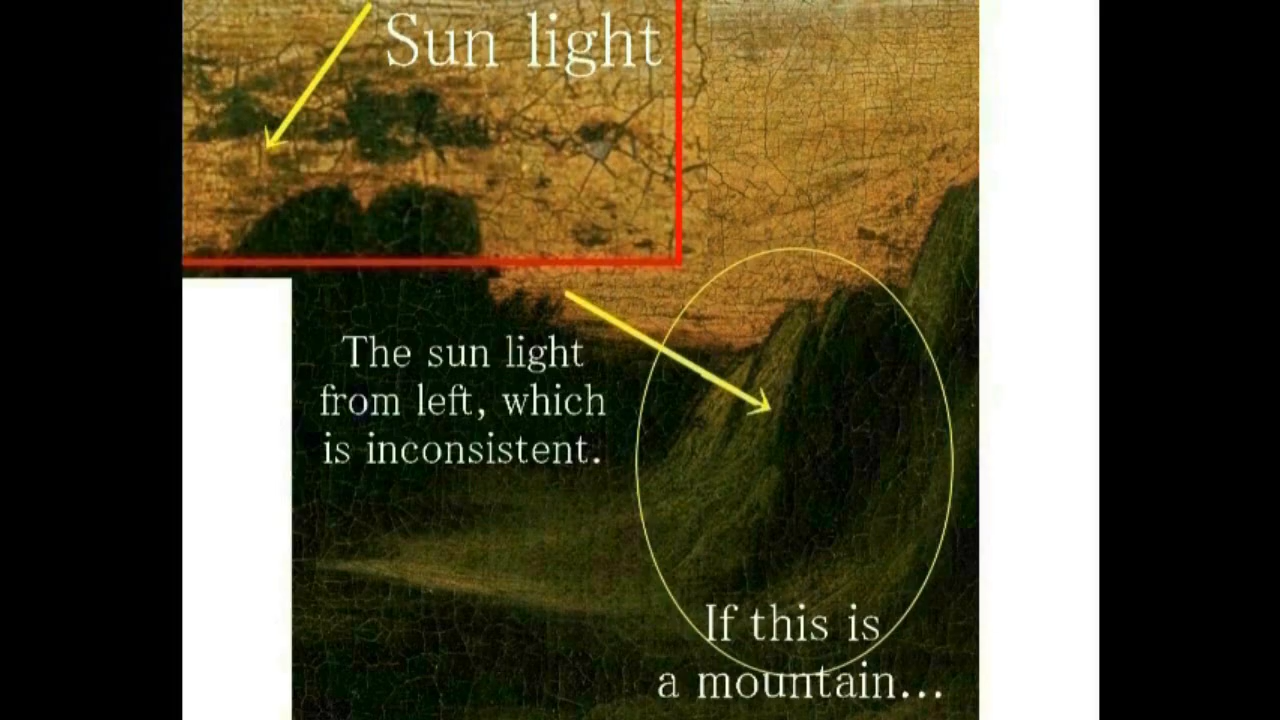 Sun light
The sun light
from left, which
is inconsistent.
If this is
a mountain...